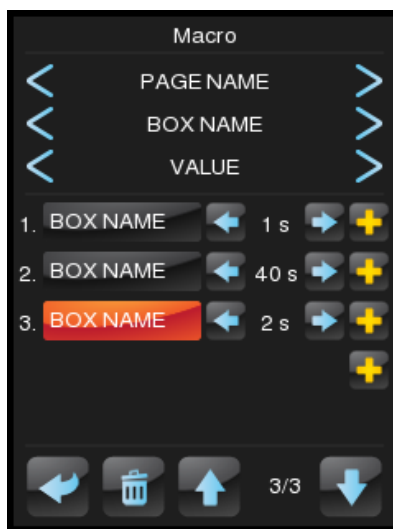 Macro
PAGE NAME
BOX NAME
VALUE
1. BOX NAME 1 s
2. BOX NAME 40 s
3. BOX NAME 2 s
3/3